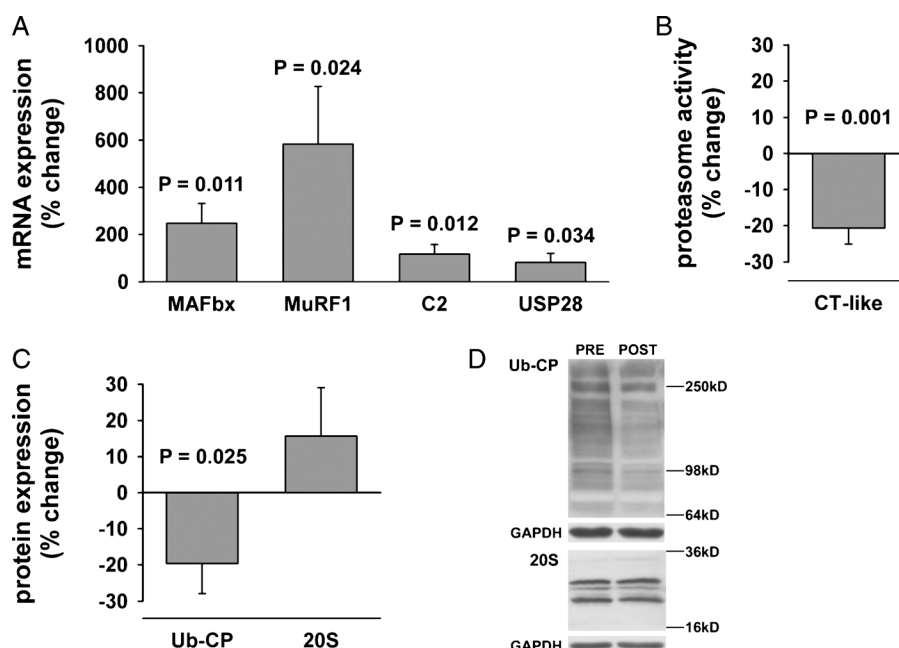 A
mRNA expression
(% change)
1000
800
600
400
200
0
P = 0.011
P = 0.024
P = 0.012
P = 0.034
MAFbx MuRF1 C2 USP28
B
proteasome activity
(% change)
30
20
10
0
-10
-20
-30
P = 0.001
CT-like
C
protein expression
(% change)
30
20
10
0
-10
-20
-30
P = 0.025
Ub-CP 20S
D
PRE POST
Ub-CP
250kD
98kD
64kD
GAPDH
20S
36kD
16kD
GAPDH